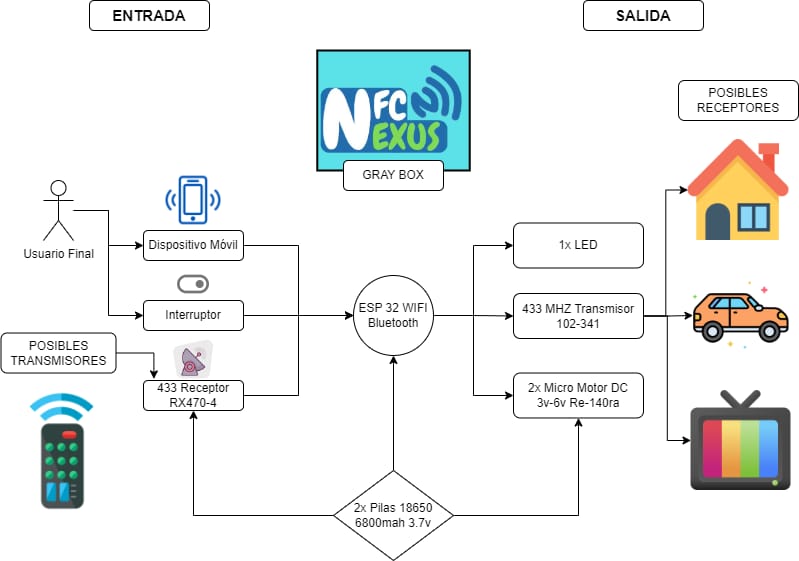 ENTRADA
SALIDA
NFC
NEXUS
GRAY BOX
POSIBLES
RECEPTORES
Usuario Final
Dispositivo Móvil
1x LED
Interruptor
ESP 32 WIFI
Bluetooth
433 MHZ Transmisor
102-341
POSIBLES
TRANSMISORES
433 Receptor
RX470-4
2x Micro Motor DC
3v-6v Re-140ra
2x Pilas 18650
6800mah 3.7v